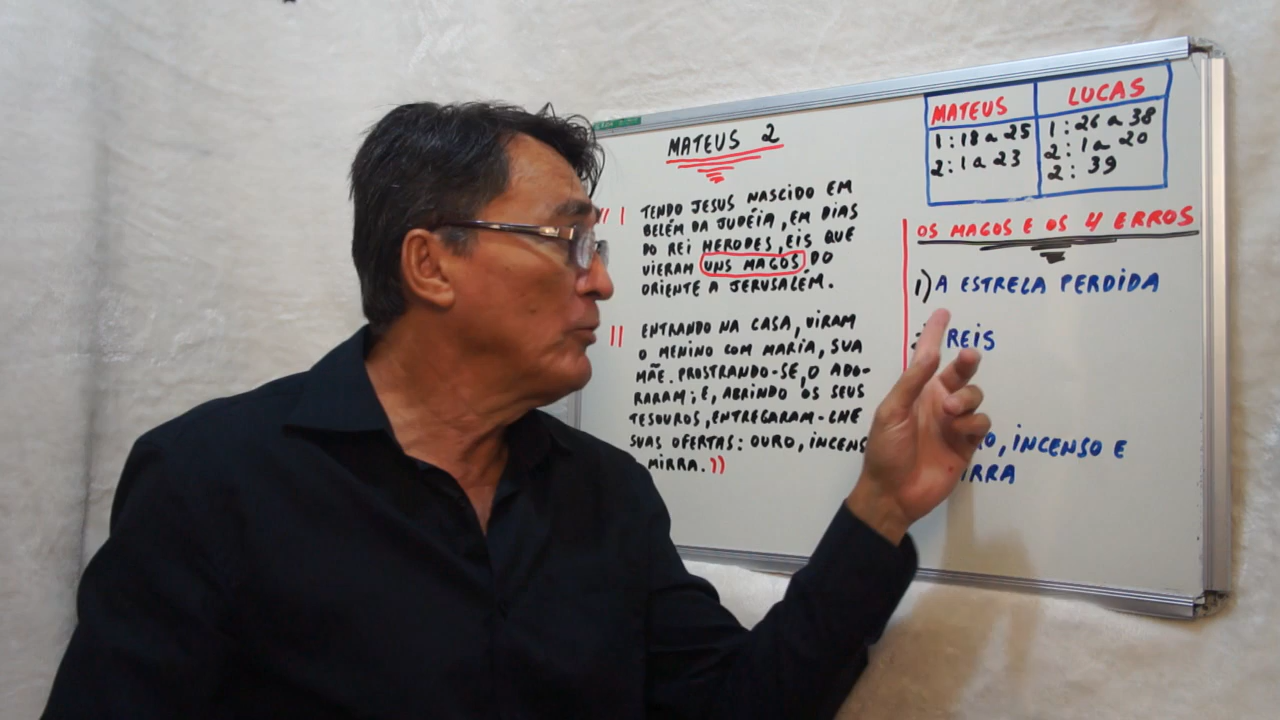 MATEUS 2
" TENDO JESUS NASCIDO EM
BELÉM DA JUDÉIA, EM DIAS
DO REI HERODES, EIS QUE
VIERAM UNS MAGOS DO
ORIENTE A JERUSALÉM.
" ENTRANDO NA CASA, VIRAM
O MENINO COM MARIA, SUA
MÃE. PROSTRANDO-SE, O ADO-
RARAM; E, ABRINDO OS SEUS
TESOUROS, ENTREGARAM-LHE
SUAS OFERTAS: OURO, INCENS
MIRRA. "
MATEUS
1:18 a 25
2:1 a 23
LUCAS
1:26 a 38
2:1 a 20
2:39
OS MAGOS E OS 4 ERROS
1) A ESTRELA PERDIDA
REIS
, INCENSO E
IRRA